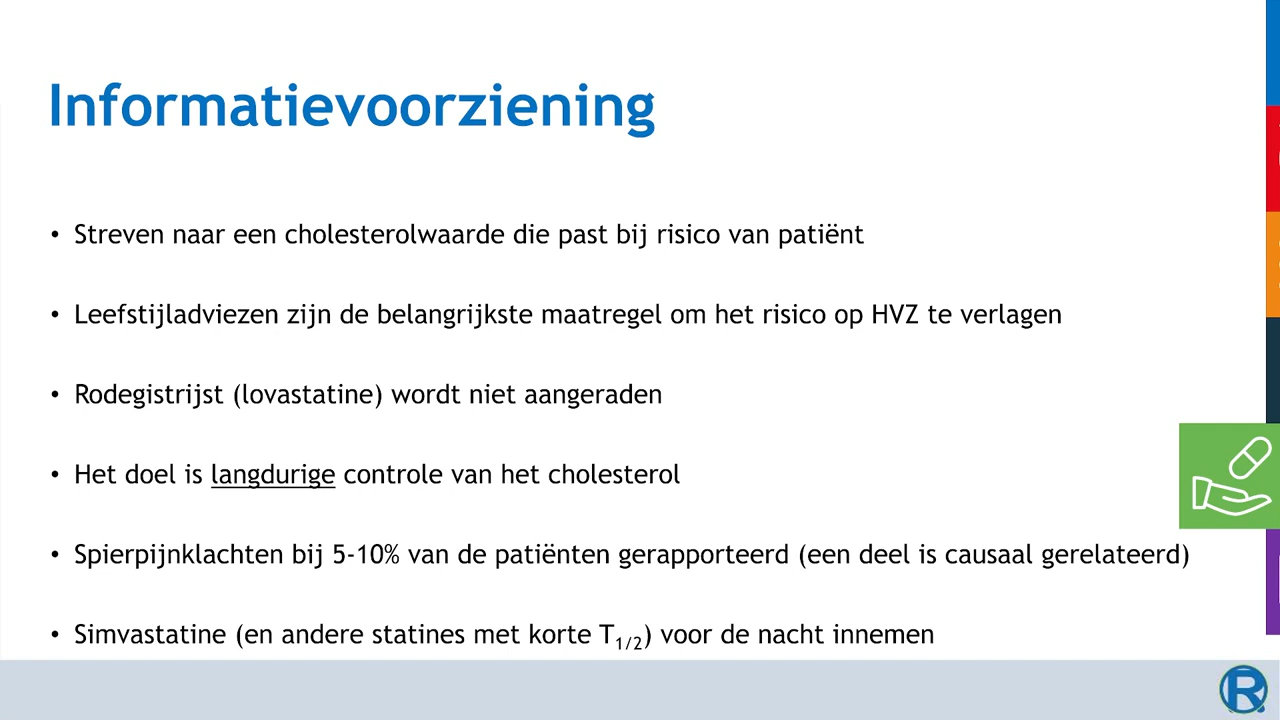 Informatievoorziening
• Streven naar een cholesterolwaarde die past bij risico van patiënt
• Leefstijladviezen zijn de belangrijkste maatregel om het risico op HVZ te verlagen
• Rodegistrijst (lovastatine) wordt niet aangeraden
• Het doel is langdurige controle van het cholesterol
• Spierpijnklachten bij 5-10% van de patiënten gerapporteerd (een deel is causaal gerelateerd)
• Simvastatine (en andere statines met korte T1/2) voor de nacht innemen
R